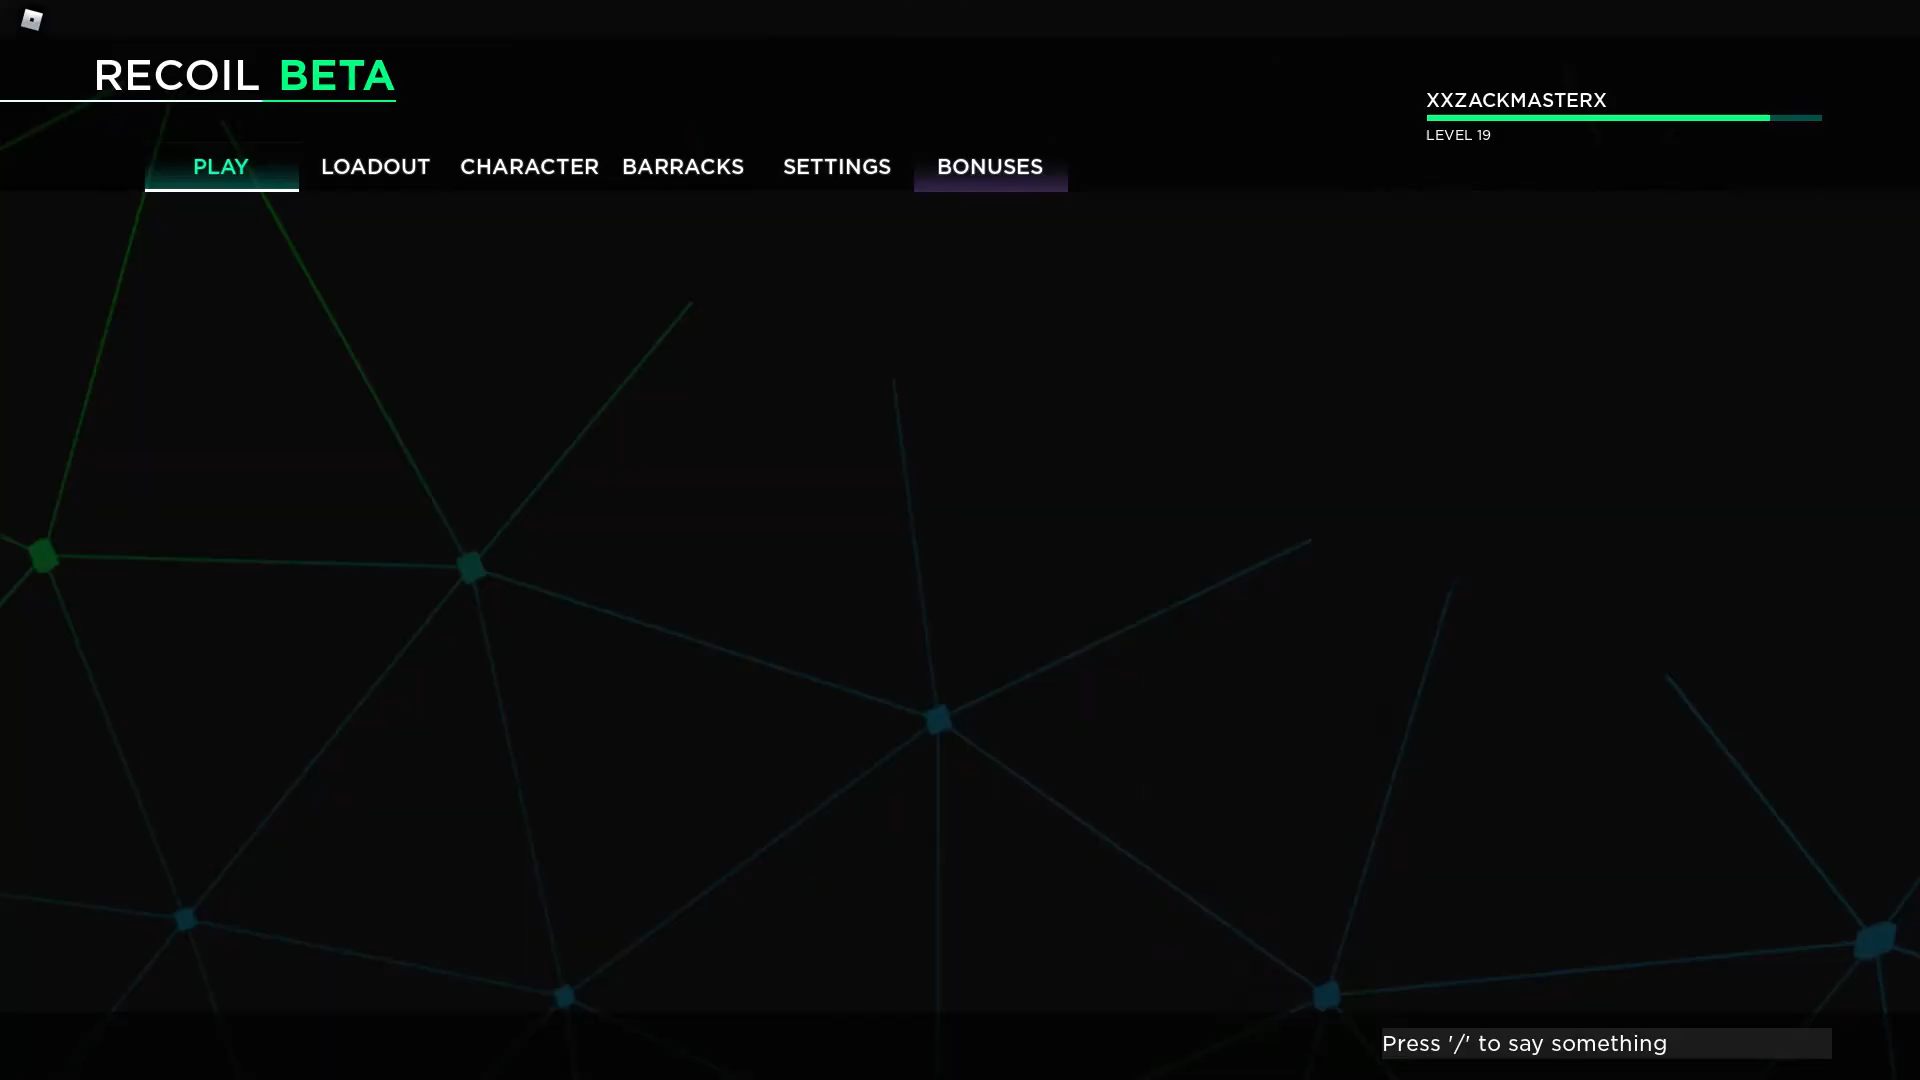 RECOIL BETA
XXZACKMASTERX
LEVEL 19
PLAY LOADOUT CHARACTER BARRACKS SETTINGS BONUSES
Press '/' to say something